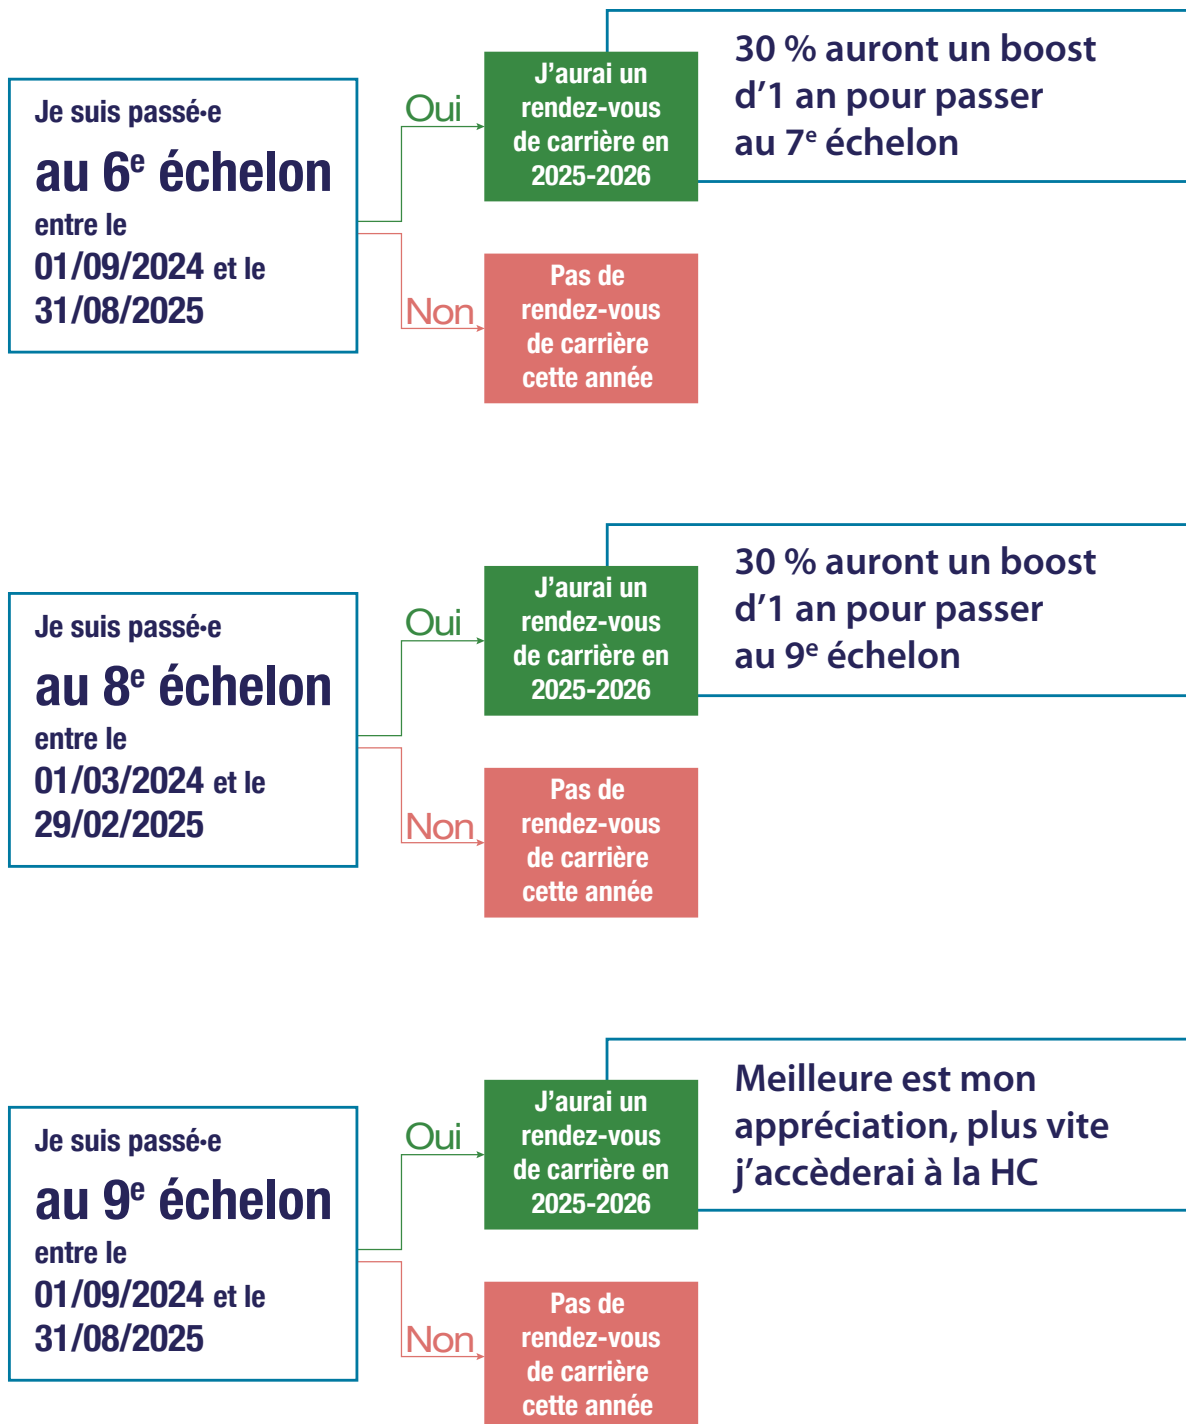 Je suis passé·e
au 6e échelon
entre le
01/09/2024 et le
31/08/2025
Oui
J’aurai un
rendez-vous
de carrière en
2025-2026
30 % auront un boost
d’1 an pour passer
au 7e échelon
Non
Pas de
rendez-vous
de carrière
cette année
Je suis passé·e
au 8e échelon
entre le
01/03/2024 et le
29/02/2025
Oui
J’aurai un
rendez-vous
de carrière en
2025-2026
30 % auront un boost
d’1 an pour passer
au 9e échelon
Non
Pas de
rendez-vous
de carrière
cette année
Je suis passé·e
au 9e échelon
entre le
01/09/2024 et le
31/08/2025
Oui
J’aurai un
rendez-vous
de carrière en
2025-2026
Meilleure est mon
appréciation, plus vite
j’accèderai à la HC
Non
Pas de
rendez-vous
de carrière
cette année